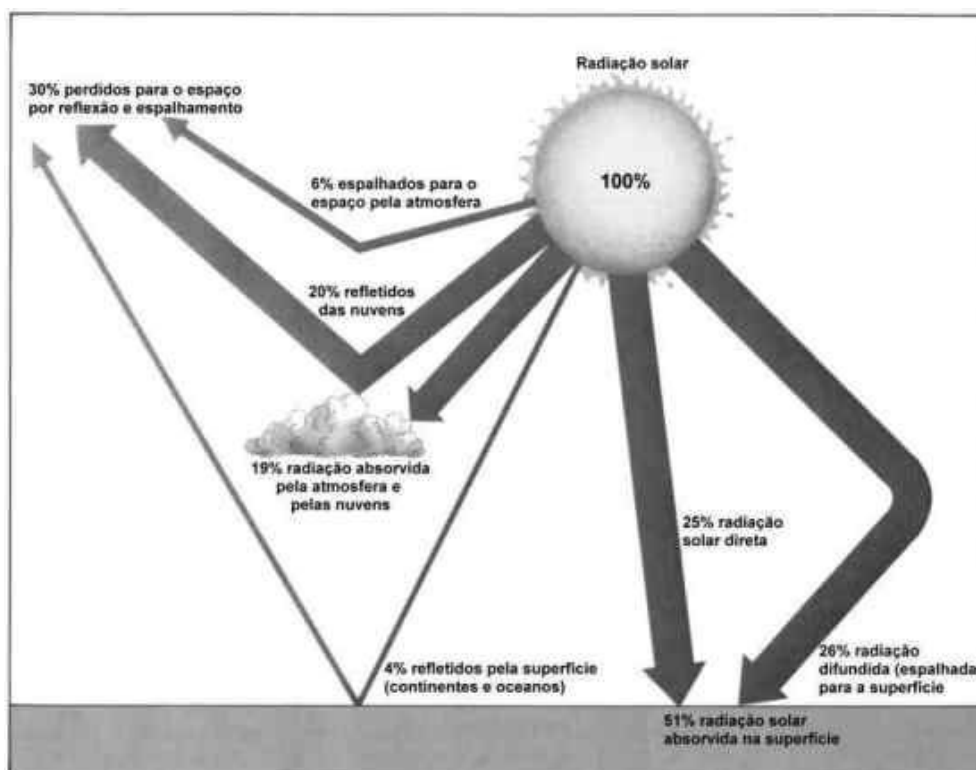 Radiação solar
100%
30% perdidos para o espaço
por reflexão e espalhamento
6% espalhados para o
espaço pela atmosfera
20% refletidos
das nuvens
19% radiação absorvida
pela atmosfera e
pelas nuvens
25% radiação
solar direta
4% refletidos pela superfície
(continentes e oceanos)
26% radiação
difundida (espalhada
para a superfície
51% radiação solar
absorvida na superfície